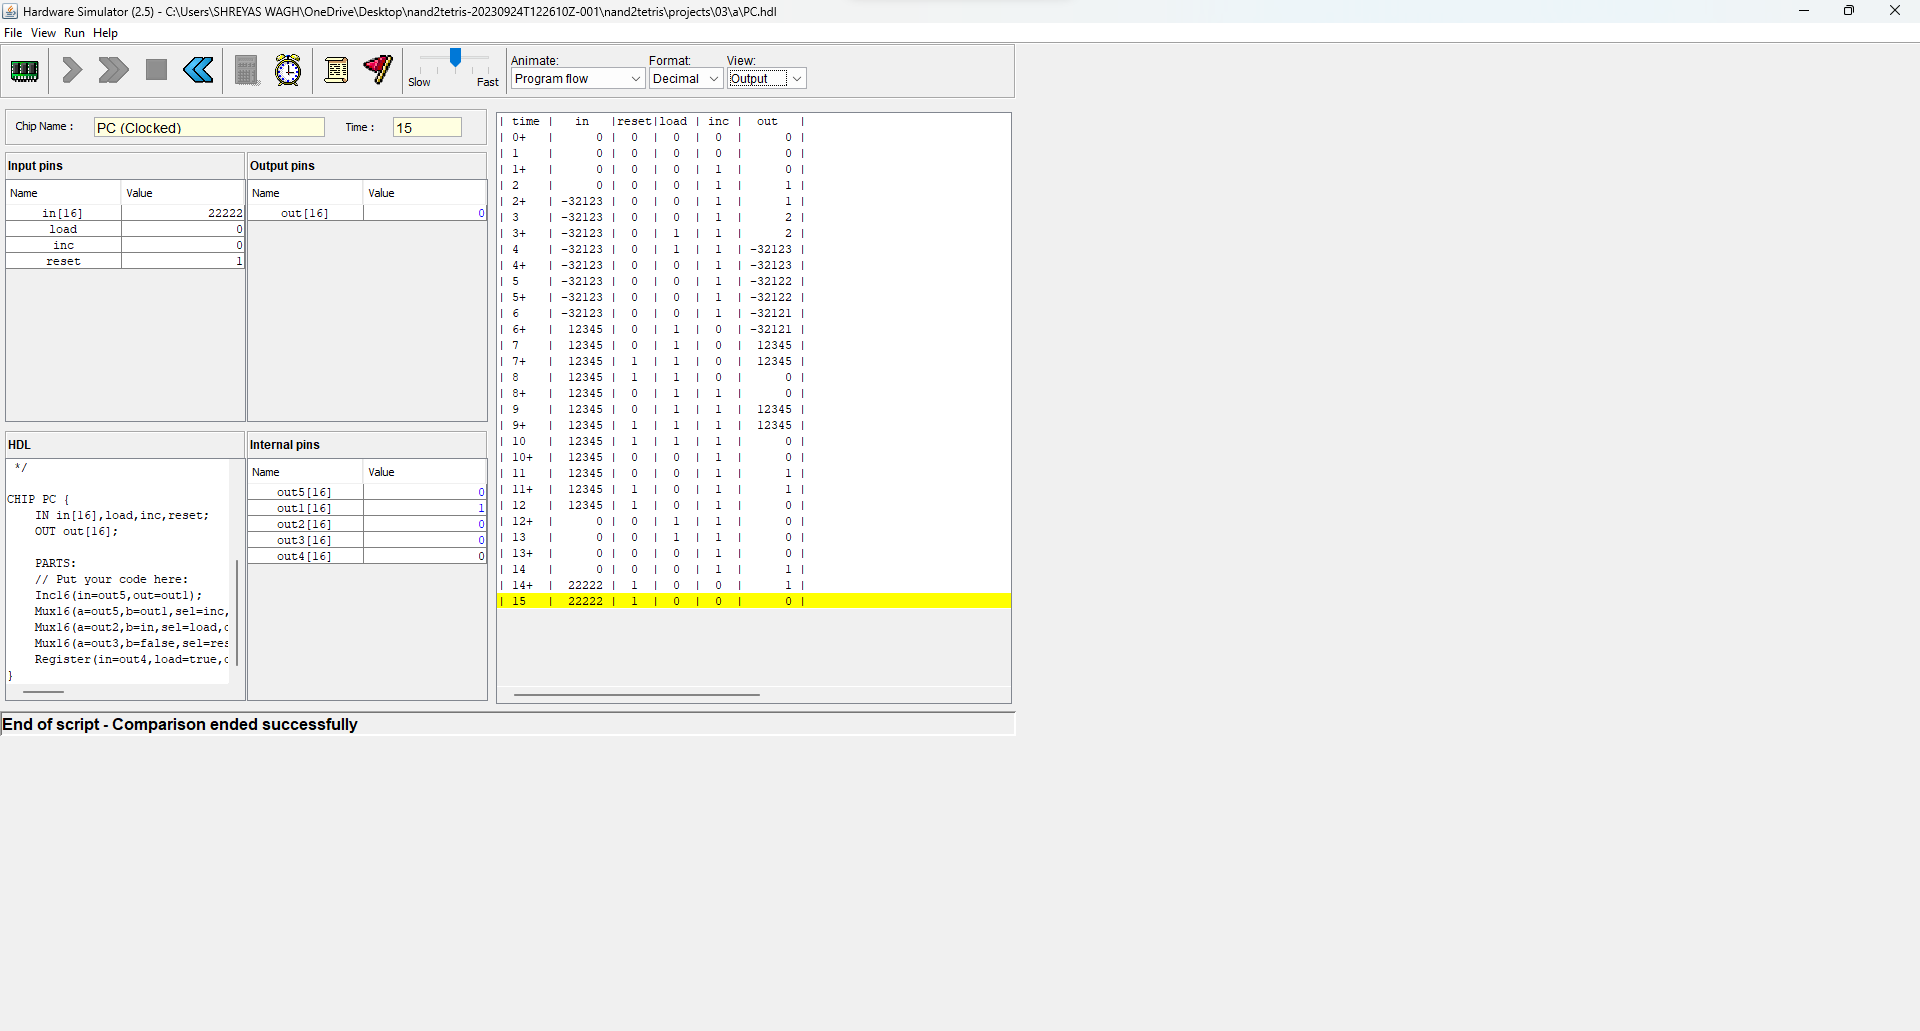 Hardware Simulator (2.5) - C:\Users\SHREYAS WAGH\OneDrive\Desktop\nand2tetris-20230924T122610Z-001\nand2tetris\projects\03\a\PC.hdl
File View Run Help
Slow Fast
Animate: Format: View:
Program flow Decimal Output
Chip Name : PC (Clocked) Time : 15
Input pins
Name Value
in[16] 22222
load 0
inc 0
reset 1
Output pins
Name Value
out[16] 0
HDL
*/
CHIP PC {
IN in[16],load,inc,reset;
OUT out[16];
PARTS:
// Put your code here:
Inc16(in=out5,out=out1);
Mux16(a=out5,b=out1,sel=inc,
Mux16(a=out2,b=in,sel=load,
Mux16(a=out3,b=false,sel=res
Register(in=out4,load=true,
}
Internal pins
Name Value
out5[16] 0
out1[16] 1
out2[16] 0
out3[16] 0
out4[16] 0
| time | in |reset|load | inc | out |
| 0+ | 0 | 0 | 0 | 0 | 0 |
| 1 | 0 | 0 | 0 | 0 | 0 |
| 1+ | 0 | 0 | 0 | 1 | 0 |
| 2 | 0 | 0 | 0 | 1 | 1 |
| 2+ | -32123 | 0 | 0 | 1 | 1 |
| 3 | -32123 | 0 | 0 | 1 | 2 |
| 3+ | -32123 | 0 | 1 | 1 | 2 |
| 4 | -32123 | 0 | 1 | 1 | -32123 |
| 4+ | -32123 | 0 | 0 | 1 | -32123 |
| 5 | -32123 | 0 | 0 | 1 | -32122 |
| 5+ | -32123 | 0 | 0 | 1 | -32122 |
| 6 | -32123 | 0 | 0 | 1 | -32121 |
| 6+ | 12345 | 0 | 1 | 0 | -32121 |
| 7 | 12345 | 0 | 1 | 0 | 12345 |
| 7+ | 12345 | 1 | 1 | 0 | 12345 |
| 8 | 12345 | 1 | 1 | 0 | 0 |
| 8+ | 12345 | 0 | 1 | 1 | 0 |
| 9 | 12345 | 0 | 1 | 1 | 12345 |
| 9+ | 12345 | 1 | 1 | 1 | 12345 |
| 10 | 12345 | 1 | 1 | 1 | 0 |
| 10+ | 12345 | 0 | 0 | 1 | 0 |
| 11 | 12345 | 0 | 0 | 1 | 1 |
| 11+ | 12345 | 1 | 0 | 1 | 1 |
| 12 | 12345 | 1 | 0 | 1 | 0 |
| 12+ | 0 | 0 | 1 | 1 | 0 |
| 13 | 0 | 0 | 1 | 1 | 0 |
| 13+ | 0 | 0 | 0 | 1 | 0 |
| 14 | 0 | 0 | 0 | 1 | 1 |
| 14+ | 22222 | 1 | 0 | 0 | 1 |
| 15 | 22222 | 1 | 0 | 0 | 0 |
End of script - Comparison ended successfully